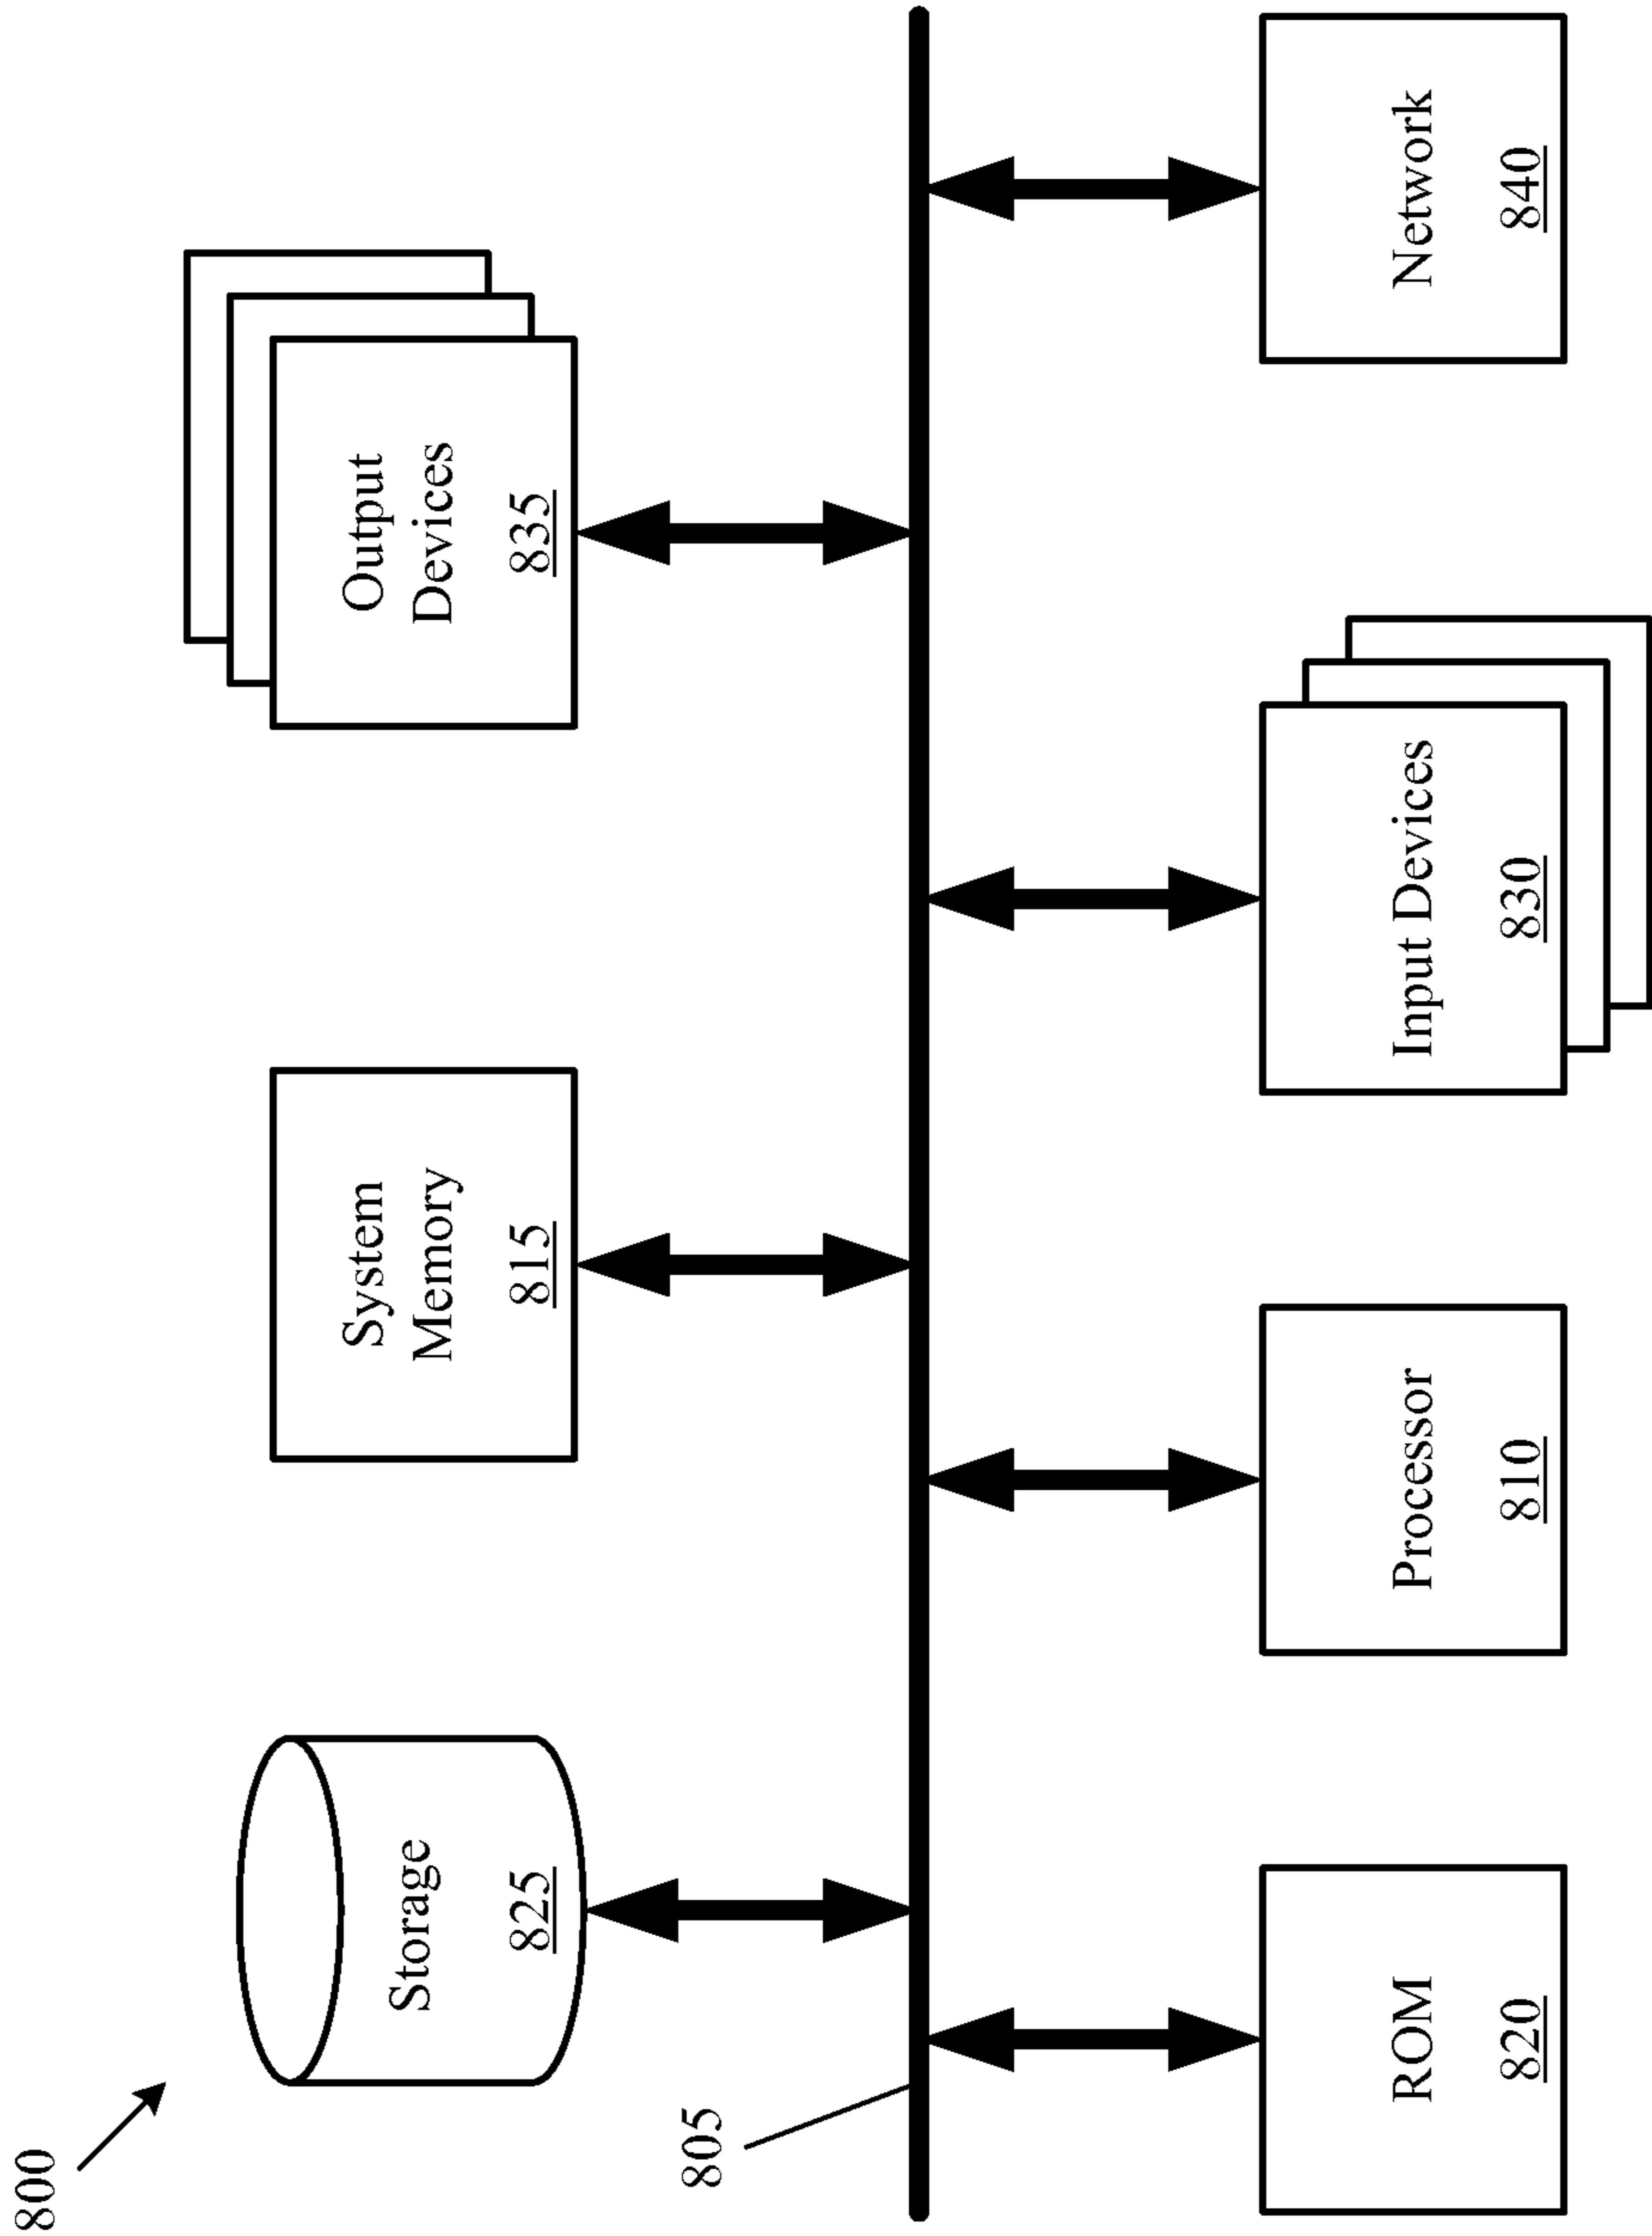 800
Storage
825
System
Memory
815
Output
Devices
835
805
ROM
820
Processor
810
Input Devices
830
Network
840